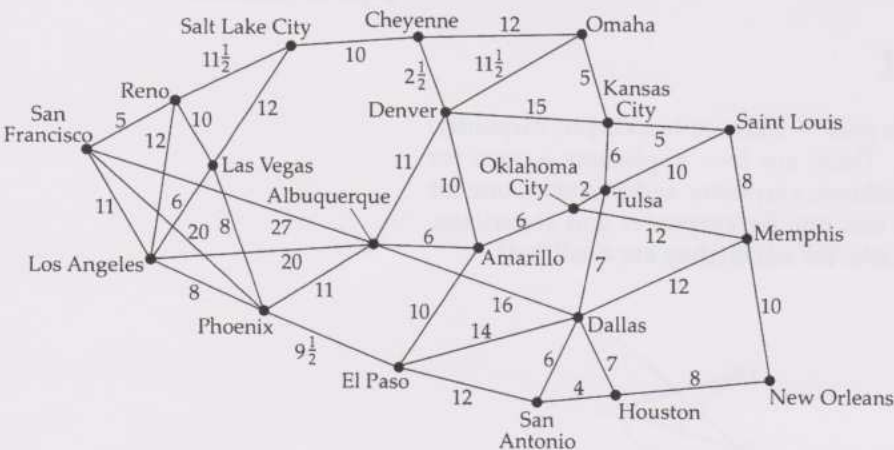 Salt Lake City
Cheyenne
12
Omaha
11½
10
2½
11½
5
Reno
Denver
15
Kansas
City
San
Francisco
5
12
10
12
Saint Louis
5
6
Las Vegas
11
Oklahoma
City
10
Albuquerque
10
2
Tulsa
8
11
6
20
8
27
6
6
12
Memphis
Los Angeles
20
Amarillo
7
8
11
10
16
12
10
Phoenix
14
Dallas
9½
El Paso
6
7
12
4
8
New Orleans
San
Antonio
Houston